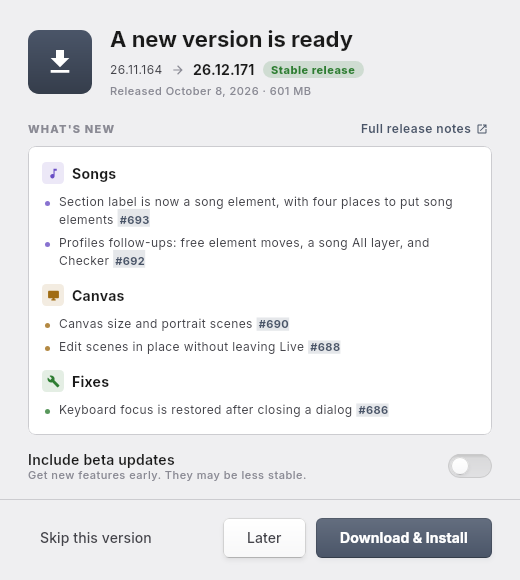 A new version is ready
26.11.164 → 26.12.171 Stable release
Released October 8, 2026 · 601 MB
WHAT'S NEW Full release notes
Songs
Section label is now a song element, with four places to put song
elements #693
Profiles follow-ups: free element moves, a song All layer, and
Checker #692
Canvas
Canvas size and portrait scenes #690
Edit scenes in place without leaving Live #688
Fixes
Keyboard focus is restored after closing a dialog #686
Include beta updates
Get new features early. They may be less stable.
Skip this version Later Download & Install